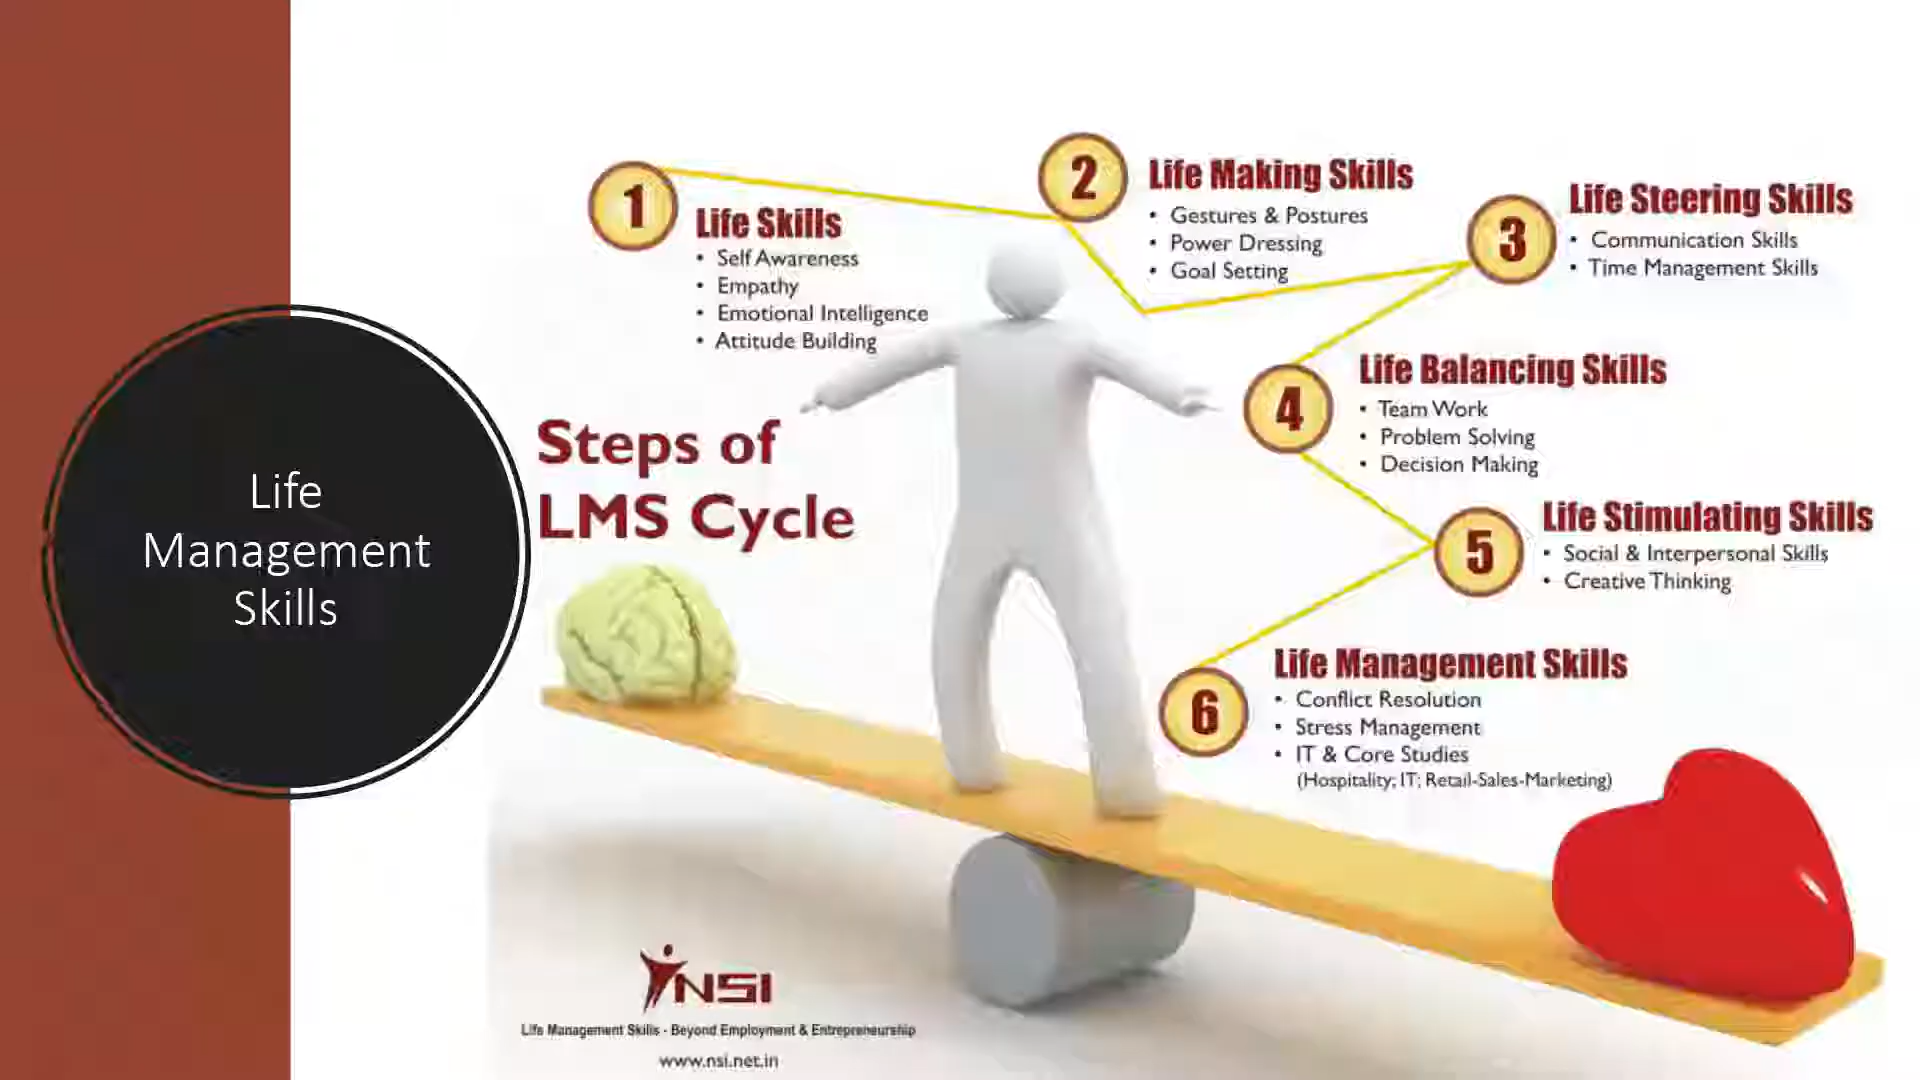 Life
Management
Skills
Steps of
LMS Cycle
1
Life Skills
• Self Awareness
• Empathy
• Emotional Intelligence
• Attitude Building
2
Life Making Skills
• Gestures & Postures
• Power Dressing
• Goal Setting
3
Life Steering Skills
• Communication Skills
• Time Management Skills
4
Life Balancing Skills
• Team Work
• Problem Solving
• Decision Making
5
Life Stimulating Skills
• Social & Interpersonal Skills
• Creative Thinking
6
Life Management Skills
• Conflict Resolution
• Stress Management
• IT & Core Studies
(Hospitality; IT; Retail-Sales-Marketing)
NSI
Life Management Skills - Beyond Employment & Entrepreneurship
www.nsi.net.in